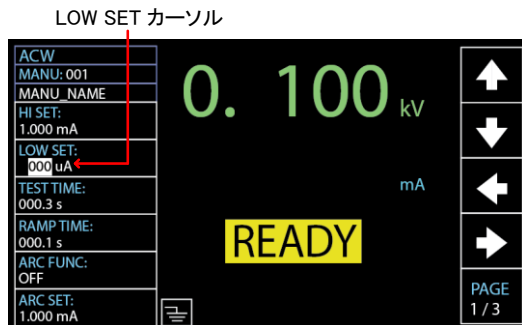 LOW SET カーソル
ACW
MANU: 001
MANU_NAME
HI SET:
1.000 mA
LOW SET:
000 uA
TEST TIME:
000.3 s
RAMP TIME:
000.1 s
ARC FUNC:
OFF
ARC SET:
1.000 mA
0. 100 kV
mA
READY
PAGE
1 / 3